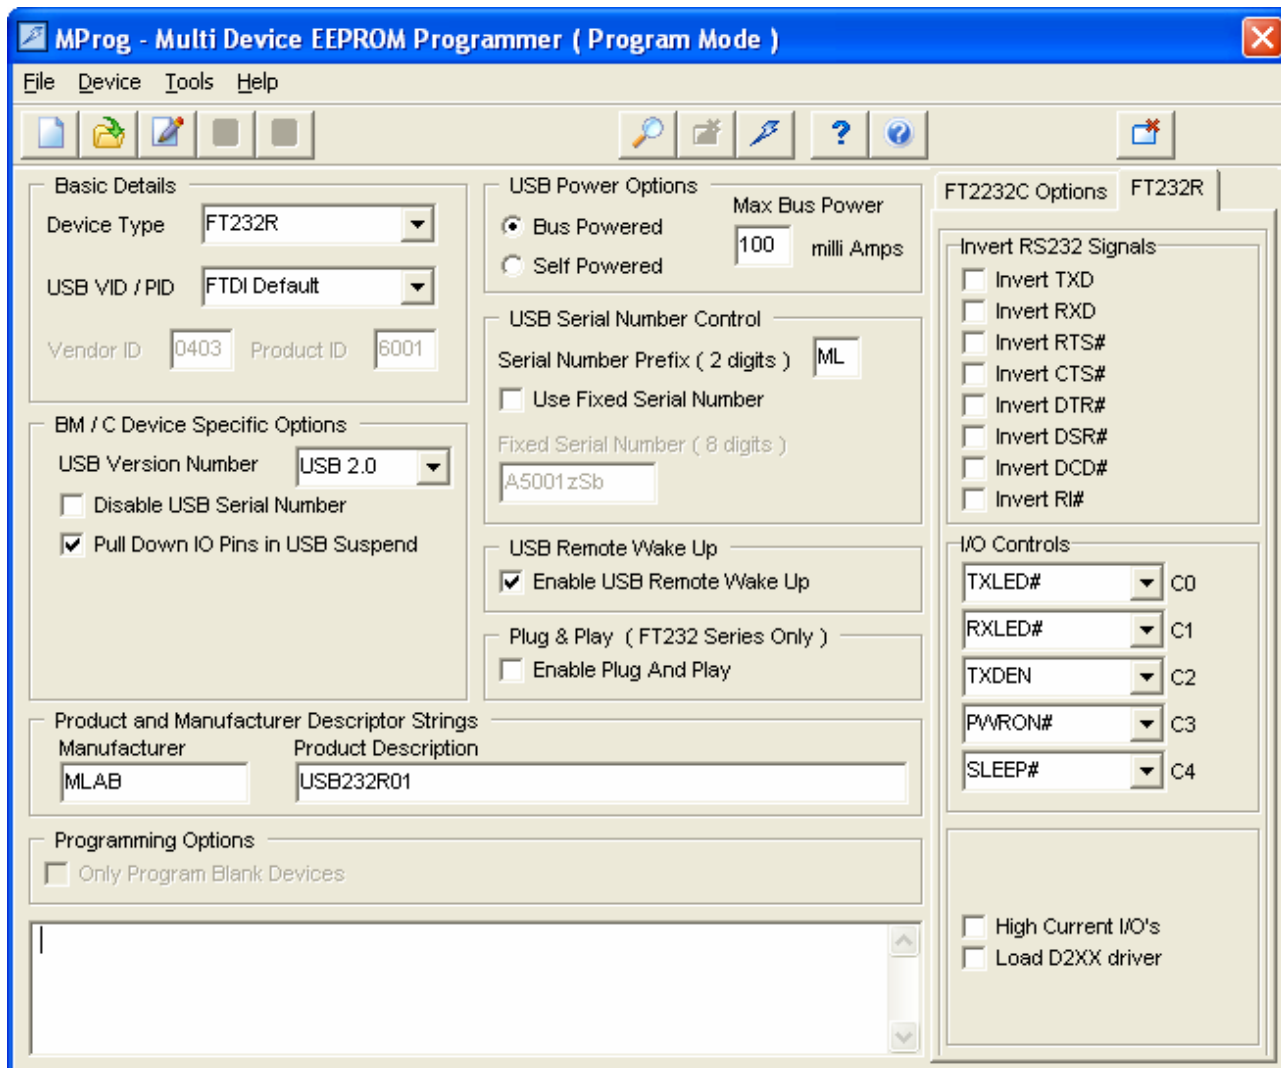 MProg - Multi Device EEPROM Programmer ( Program Mode )
File Device Tools Help
Basic Details
Device Type FT232R
USB VID / PID FTDI Default
Vendor ID 0403 Product ID 6001
BM / C Device Specific Options
USB Version Number USB 2.0
Disable USB Serial Number
Pull Down IO Pins in USB Suspend
USB Power Options
Bus Powered
Self Powered
Max Bus Power
100 milli Amps
USB Serial Number Control
Serial Number Prefix ( 2 digits ) ML
Use Fixed Serial Number
Fixed Serial Number ( 8 digits )
A5001zSb
USB Remote Wake Up
Enable USB Remote Wake Up
Plug & Play ( FT232 Series Only )
Enable Plug And Play
Product and Manufacturer Descriptor Strings
Manufacturer Product Description
MLAB USB232R01
Programming Options
Only Program Blank Devices
FT2232C Options FT232R
Invert RS232 Signals
Invert TXD
Invert RXD
Invert RTS#
Invert CTS#
Invert DTR#
Invert DSR#
Invert DCD#
Invert RI#
I/O Controls
TXLED# C0
RXLED# C1
TXDEN C2
PWRON# C3
SLEEP# C4
High Current I/O's
Load D2XX driver